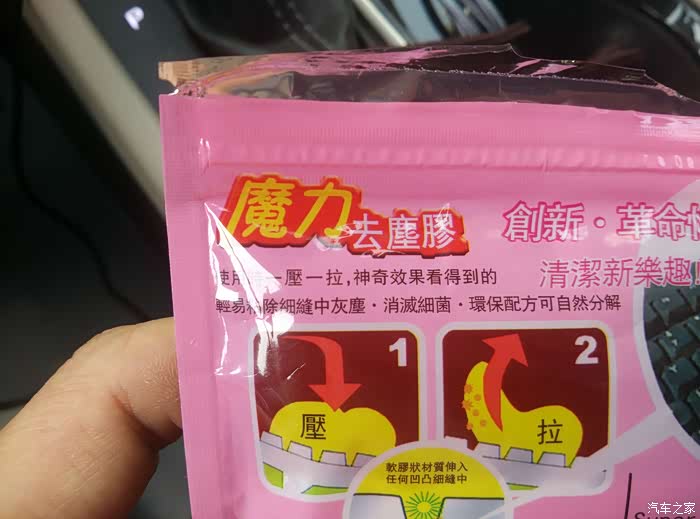 魔力去塵膠
創新·革命
清潔新樂趣!
一壓一拉,神奇效果看得到的
輕易粘除細縫中灰塵·消滅細菌·環保配方可自然分解
1
2
壓
拉
軟膠狀材質伸入
任何凹凸細縫中
汽车之家